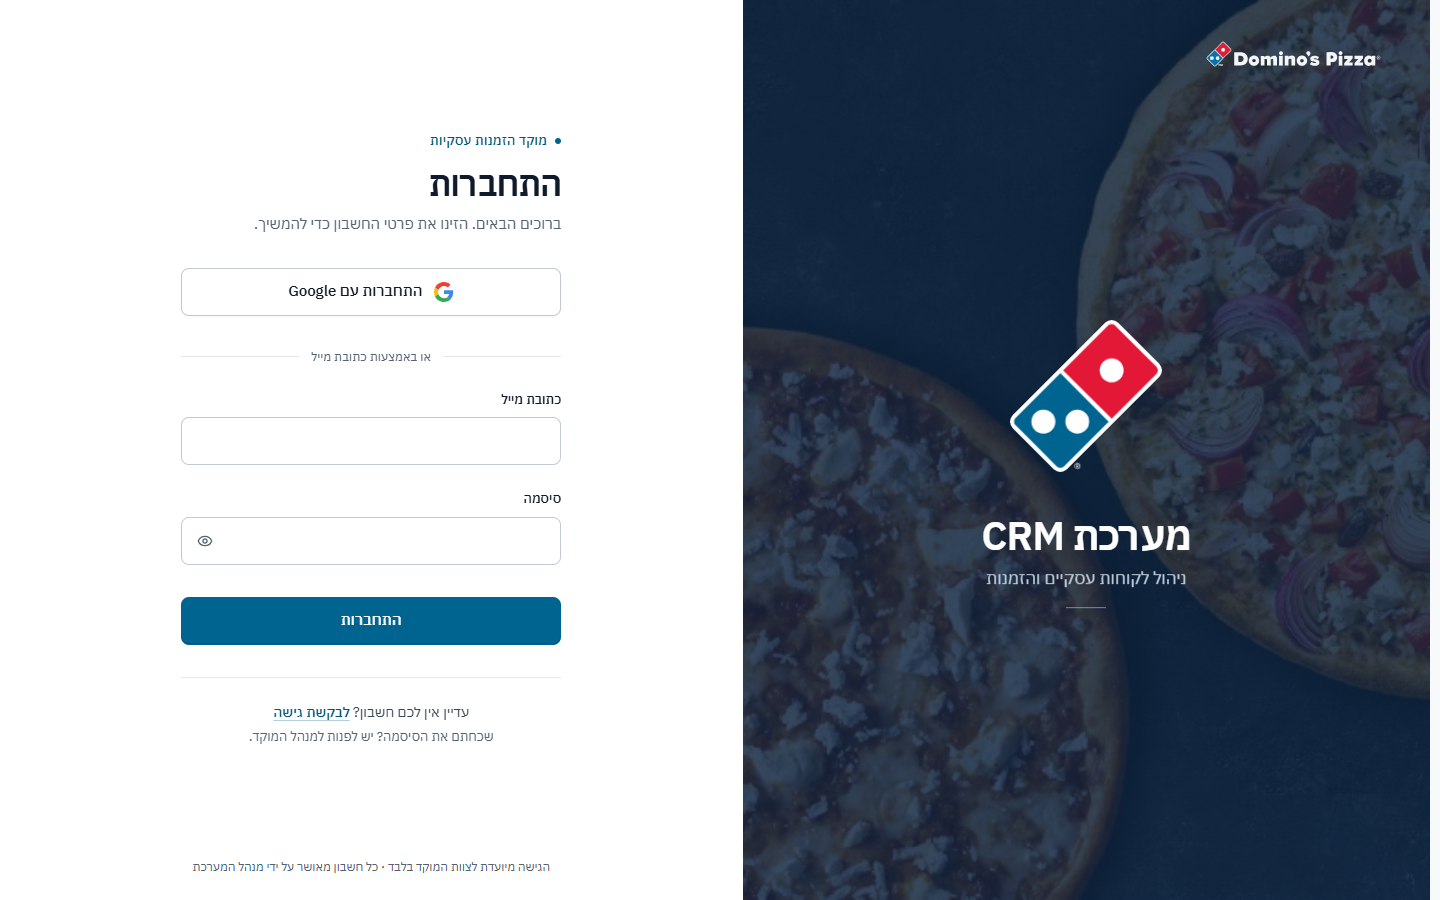 Domino's Pizza®
מערכת CRM
ניהול לקוחות עסקיים והזמנות
מוקד הזמנות עסקיות
התחברות
ברוכים הבאים. הזינו את פרטי החשבון כדי להמשיך.
התחברות עם Google
או באמצעות כתובת מייל
כתובת מייל
סיסמה
התחברות
עדיין אין לכם חשבון? לבקשת גישה
שכחתם את הסיסמה? יש לפנות למנהל המוקד.
הגישה מיועדת לצוות המוקד בלבד · כל חשבון מאושר על ידי מנהל המערכת